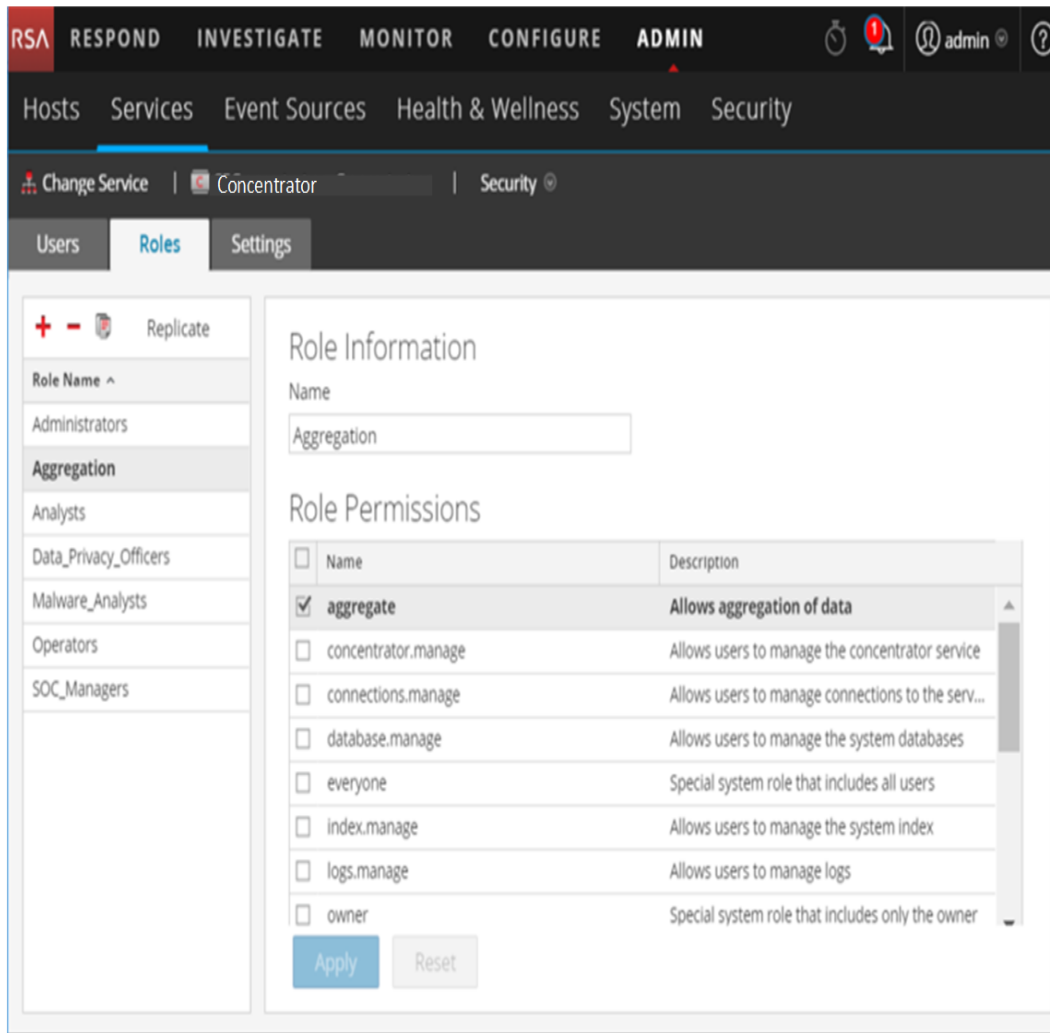 RSA RESPOND INVESTIGATE MONITOR CONFIGURE ADMIN 1 admin ?
Hosts Services Event Sources Health & Wellness System Security
Change Service | C Concentrator | Security
Users Roles Settings
Replicate
Role Name
Administrators
Aggregation
Analysts
Data_Privacy_Officers
Malware_Analysts
Operators
SOC_Managers
Role Information
Name
Aggregation
Role Permissions
Name Description
aggregate Allows aggregation of data
concentrator.manage Allows users to manage the concentrator service
connections.manage Allows users to manage connections to the serv...
database.manage Allows users to manage the system databases
everyone Special system role that includes all users
index.manage Allows users to manage the system index
logs.manage Allows users to manage logs
owner Special system role that includes only the owner
Apply Reset